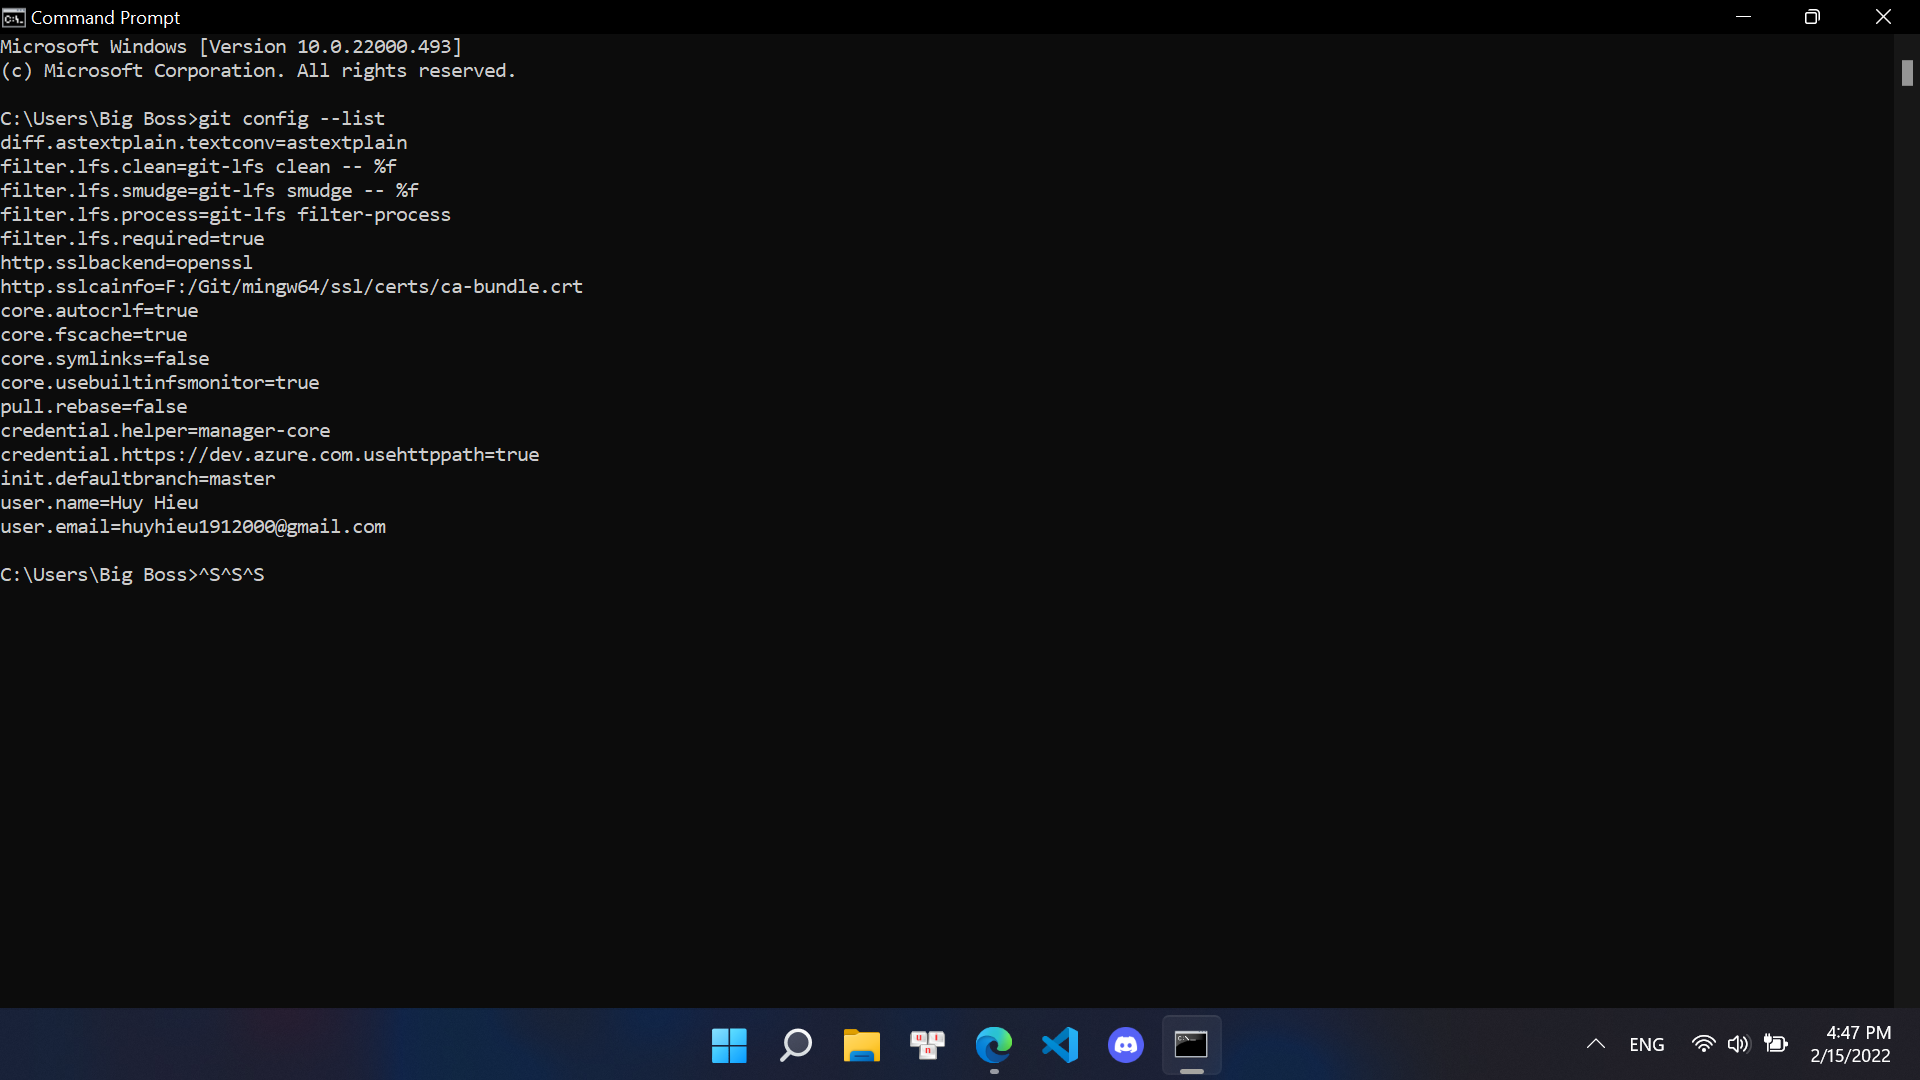 Command Prompt
Microsoft Windows [Version 10.0.22000.493]
(c) Microsoft Corporation. All rights reserved.
C:\Users\Big Boss>git config --list
diff.astextplain.textconv=astextplain
filter.lfs.clean=git-lfs clean -- %f
filter.lfs.smudge=git-lfs smudge -- %f
filter.lfs.process=git-lfs filter-process
filter.lfs.required=true
http.sslbackend=openssl
http.sslcainfo=F:/Git/mingw64/ssl/certs/ca-bundle.crt
core.autocrlf=true
core.fscache=true
core.symlinks=false
core.usebuiltinfsmonitor=true
pull.rebase=false
credential.helper=manager-core
credential.https://dev.azure.com.usehttppath=true
init.defaultbranch=master
user.name=Huy Hieu
user.email=huyhieu1912000@gmail.com
C:\Users\Big Boss>^S^S^S
ENG
4:47 PM
2/15/2022